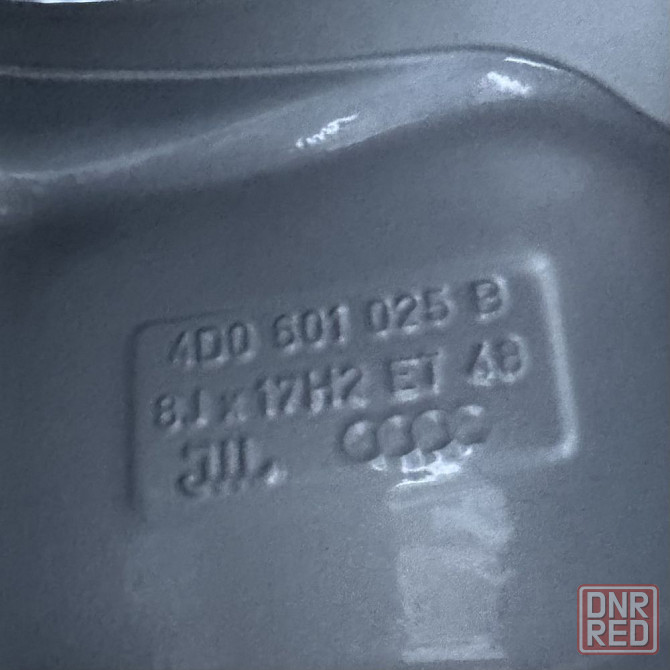 4D0 601 025 B
8J x 17H2 ET 48
DNR
RED